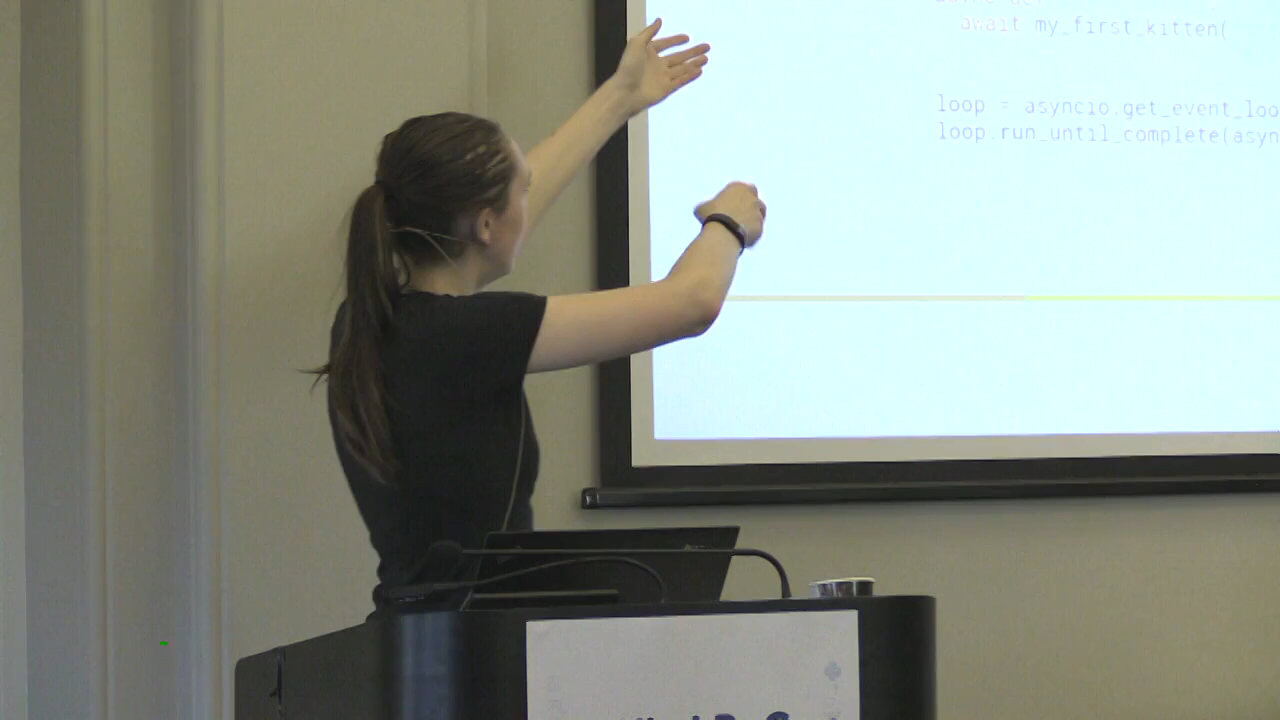 await my_first_kitten(
loop = asyncio.get_event_loo
loop.run_until_complete(asyn